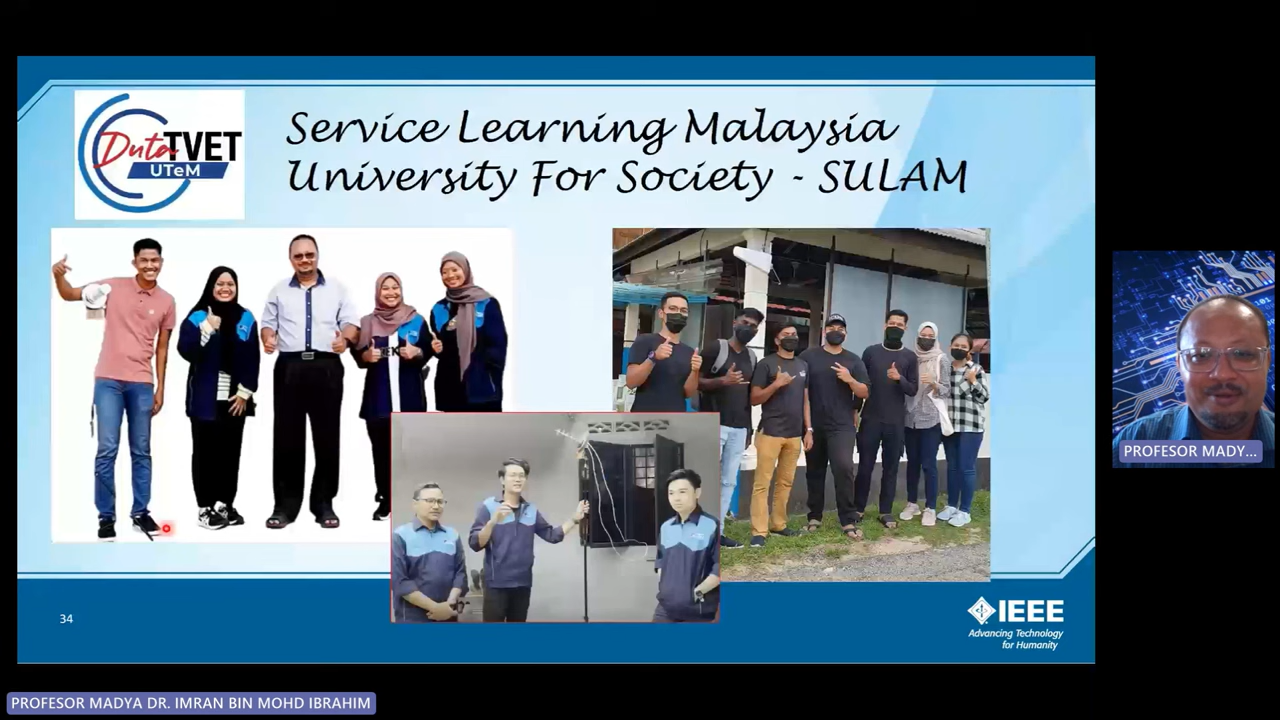 Duta TVET
UTeM
Service Learning Malaysia
University For Society - SULAM
34
IEEE
Advancing Technology
for Humanity
PROFESOR MADY...
PROFESOR MADYA DR. IMRAN BIN MOHD IBRAHIM